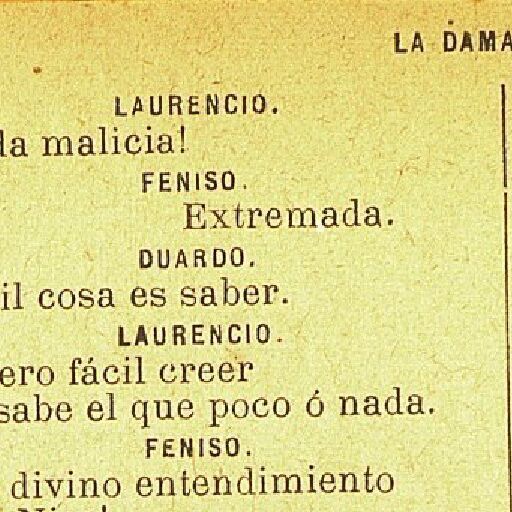 LA DAMA
LAURENCIO.
da malicia!
FENISO.
Extremada.
DUARDO.
il cosa es saber.
LAURENCIO.
ero fácil creer
sabe el que poco ó nada.
FENISO.
divino entendimiento